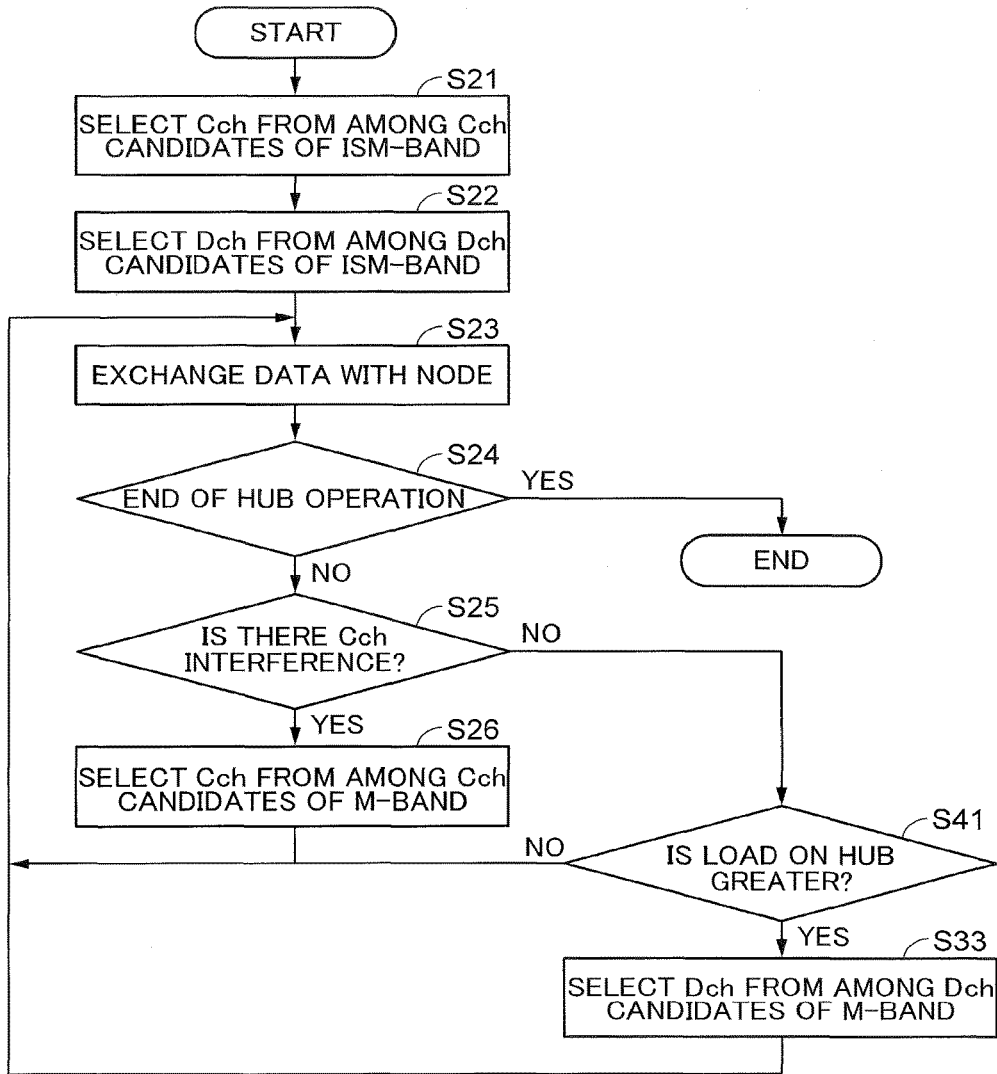 START
S21
SELECT Cch FROM AMONG Cch
CANDIDATES OF ISM-BAND
S22
SELECT Dch FROM AMONG Dch
CANDIDATES OF ISM-BAND
S23
EXCHANGE DATA WITH NODE
S24
END OF HUB OPERATION
YES
END
NO
S25
IS THERE Cch
INTERFERENCE?
NO
YES
S26
SELECT Cch FROM AMONG Cch
CANDIDATES OF M-BAND
S41
IS LOAD ON HUB
GREATER?
NO
YES
S33
SELECT Dch FROM AMONG Dch
CANDIDATES OF M-BAND